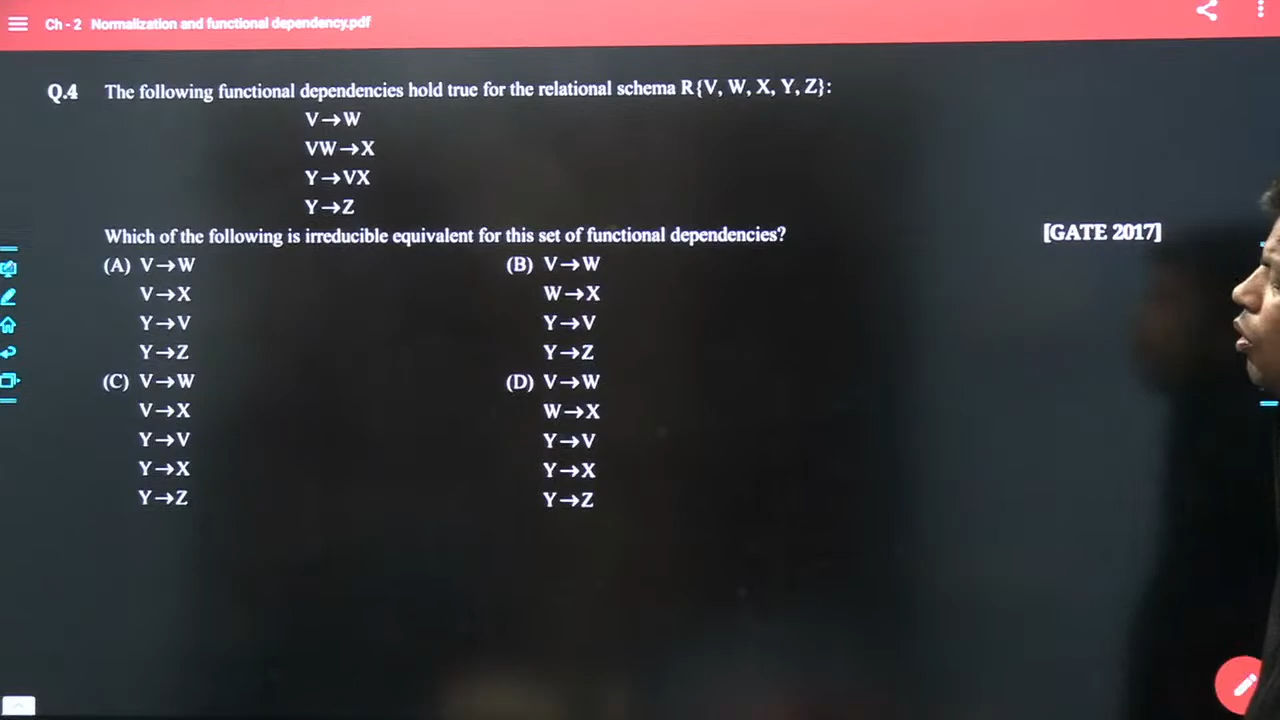 Ch - 2 Normalization and functional dependency.pdf
Q.4 The following functional dependencies hold true for the relational schema R{V, W, X, Y, Z}:
V→W
VW→X
Y→VX
Y→Z
Which of the following is irreducible equivalent for this set of functional dependencies? [GATE 2017]
(A) V→W
V→X
Y→V
Y→Z
(B) V→W
W→X
Y→V
Y→Z
(C) V→W
V→X
Y→V
Y→X
Y→Z
(D) V→W
W→X
Y→V
Y→X
Y→Z